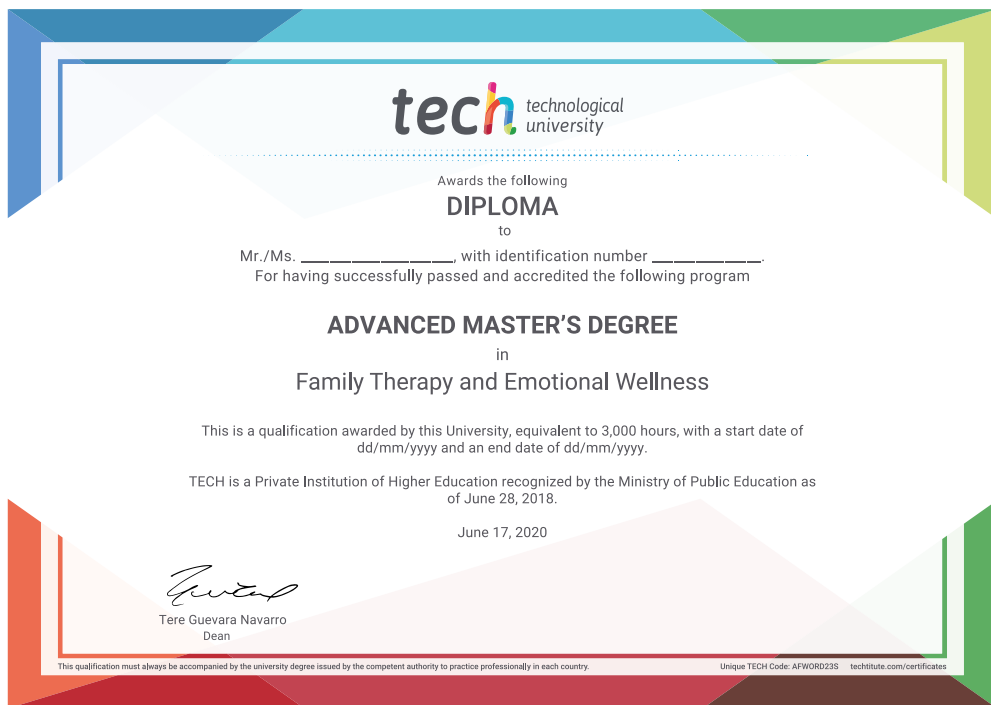 tech technological
university
Awards the following
DIPLOMA
to
Mr./Ms. ____________________, with identification number ______________.
For having successfully passed and accredited the following program
ADVANCED MASTER’S DEGREE
in
Family Therapy and Emotional Wellness
This is a qualification awarded by this University, equivalent to 3,000 hours, with a start date of
dd/mm/yyyy and an end date of dd/mm/yyyy.
TECH is a Private Institution of Higher Education recognized by the Ministry of Public Education as
of June 28, 2018.
June 17, 2020
Tere Guevara Navarro
Dean
This qualification must always be accompanied by the university degree issued by the competent authority to practice professionally in each country.
Unique TECH Code: AFWORD23S techtitute.com/certificates